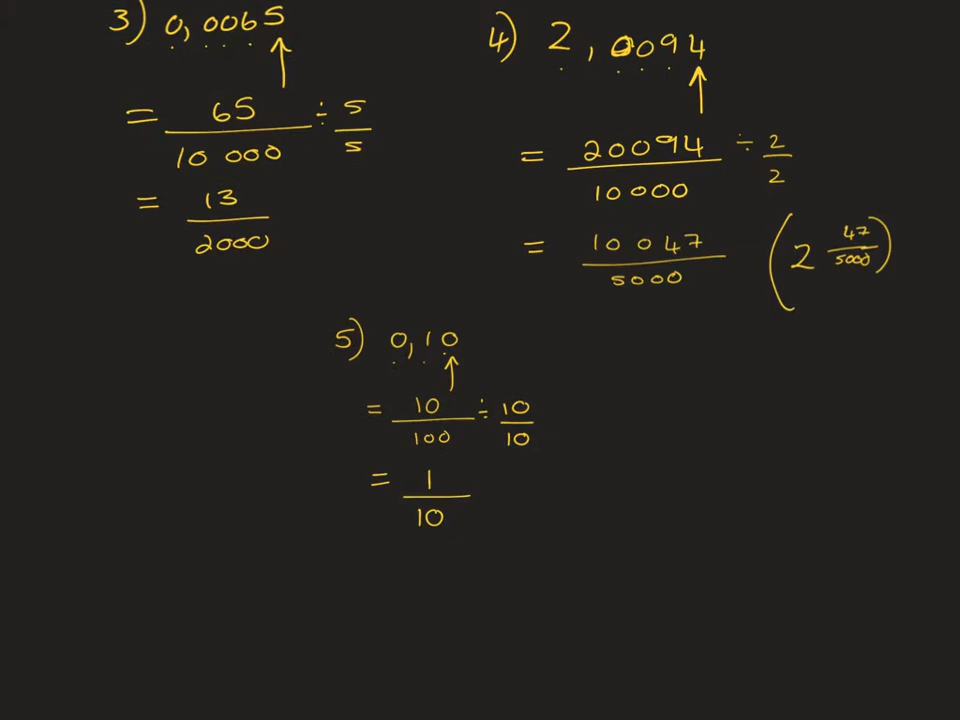 3) 0,0065
= 65/10 000 ÷ 5/5
= 13/2000
4) 2,0094
= 20094/10000 ÷ 2/2
= 10 047/5000 (2 47/5000)
5) 0,10
= 10/100 ÷ 10/10
= 1/10